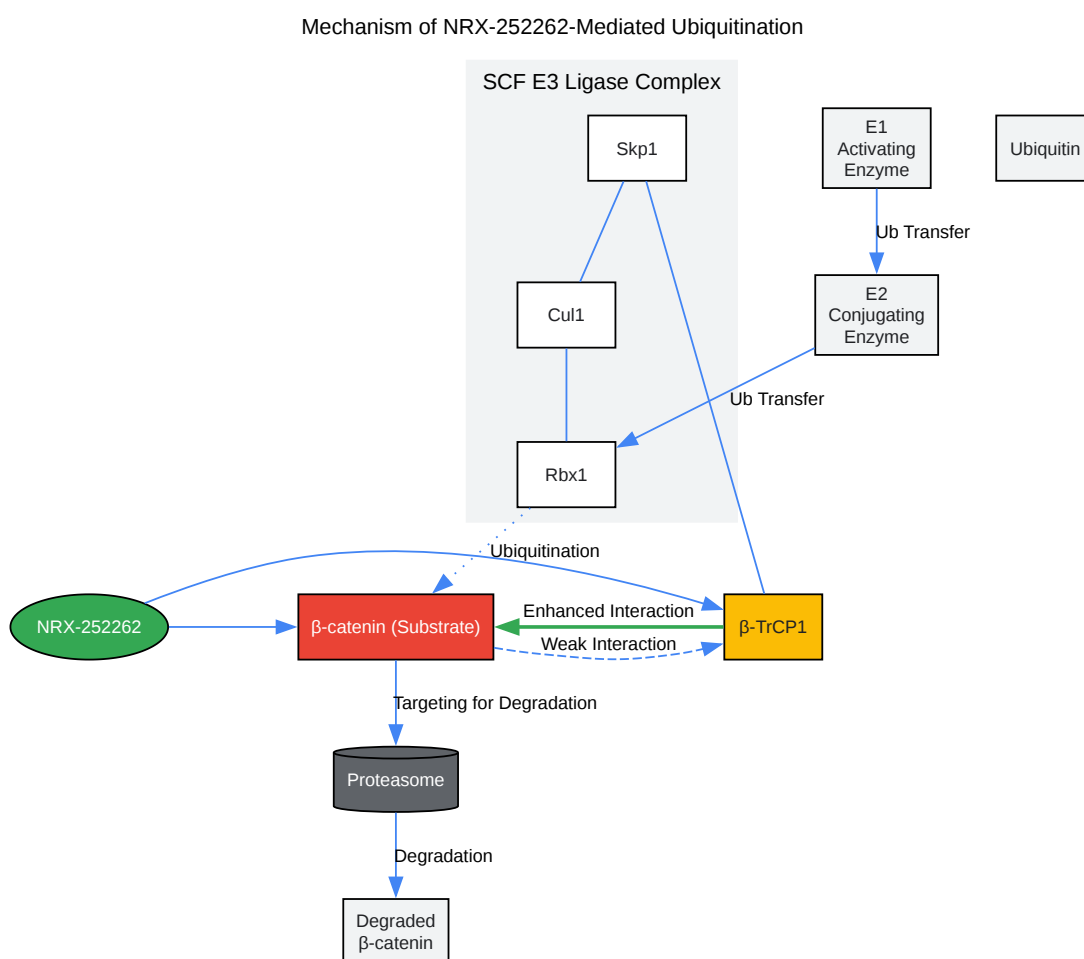 Mechanism of NRX-252262-Mediated Ubiquitination
SCF E3 Ligase Complex
Skp1
E1
Activating
Enzyme
Ubiquitin
Ub Transfer
Cul1
E2
Conjugating
Enzyme
Ub Transfer
Rbx1
Ubiquitination
NRX-252262
β-catenin (Substrate)
Enhanced Interaction
Weak Interaction
β-TrCP1
Targeting for Degradation
Proteasome
Degradation
Degraded
β-catenin